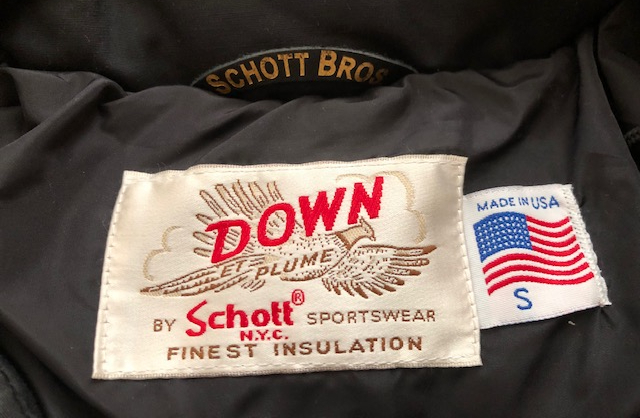 SCHOTT BROS.
DOWN
ET PLUME
BY Schott® SPORTSWEAR
N.Y.C.
FINEST INSULATION
MADE IN USA
S